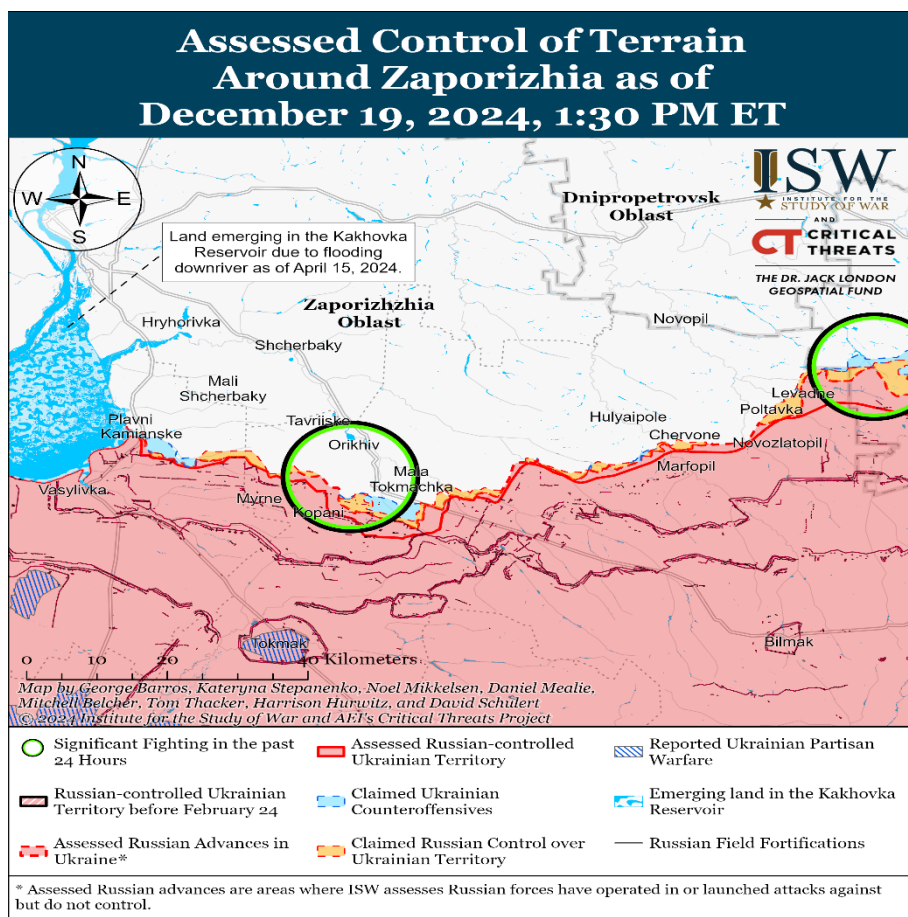 Assessed Control of Terrain
Around Zaporizhia as of
December 19, 2024, 1:30 PM ET
N
W
E
S
ISW
INSTITUTE FOR THE
STUDY OF WAR
AND
CT CRITICAL
THREATS
THE DR. JACK LONDON
GEOSPATIAL FUND
Dnipropetrovsk
Oblast
Land emerging in the Kakhovka
Reservoir due to flooding
downriver as of April 15, 2024.
Zaporizhzhia
Oblast
Hryhorivka
Novopil
Shcherbaky
Mali
Shcherbaky
Levadne
Poltavka
Plavni
Kamianske
Tavriiske
Hulyaipole
Orikhiv
Chervone
Novozlatopil
Mala
Tokmachka
Marfopil
Vasylivka
Myrne
Kopani
Tokmak
Bilmak
0 20 40 Kilometers
Map by George Barros, Kateryna Stepanenko, Noel Mikkelsen, Daniel Mealie,
Mitchell Belcher, Tom Thacker, Harrison Hurwitz, and David Schulert
© 2024 Institute for the Study of War and AEI's Critical Threats Project
Significant Fighting in the past
24 Hours
Russian-controlled Ukrainian
Territory before February 24
Assessed Russian Advances in
Ukraine*
Assessed Russian-controlled
Ukrainian Territory
Claimed Ukrainian
Counteroffensives
Claimed Russian Control over
Ukrainian Territory
Reported Ukrainian Partisan
Warfare
Emerging land in the Kakhovka
Reservoir
Russian Field Fortifications
* Assessed Russian advances are areas where ISW assesses Russian forces have operated in or launched attacks against
but do not control.